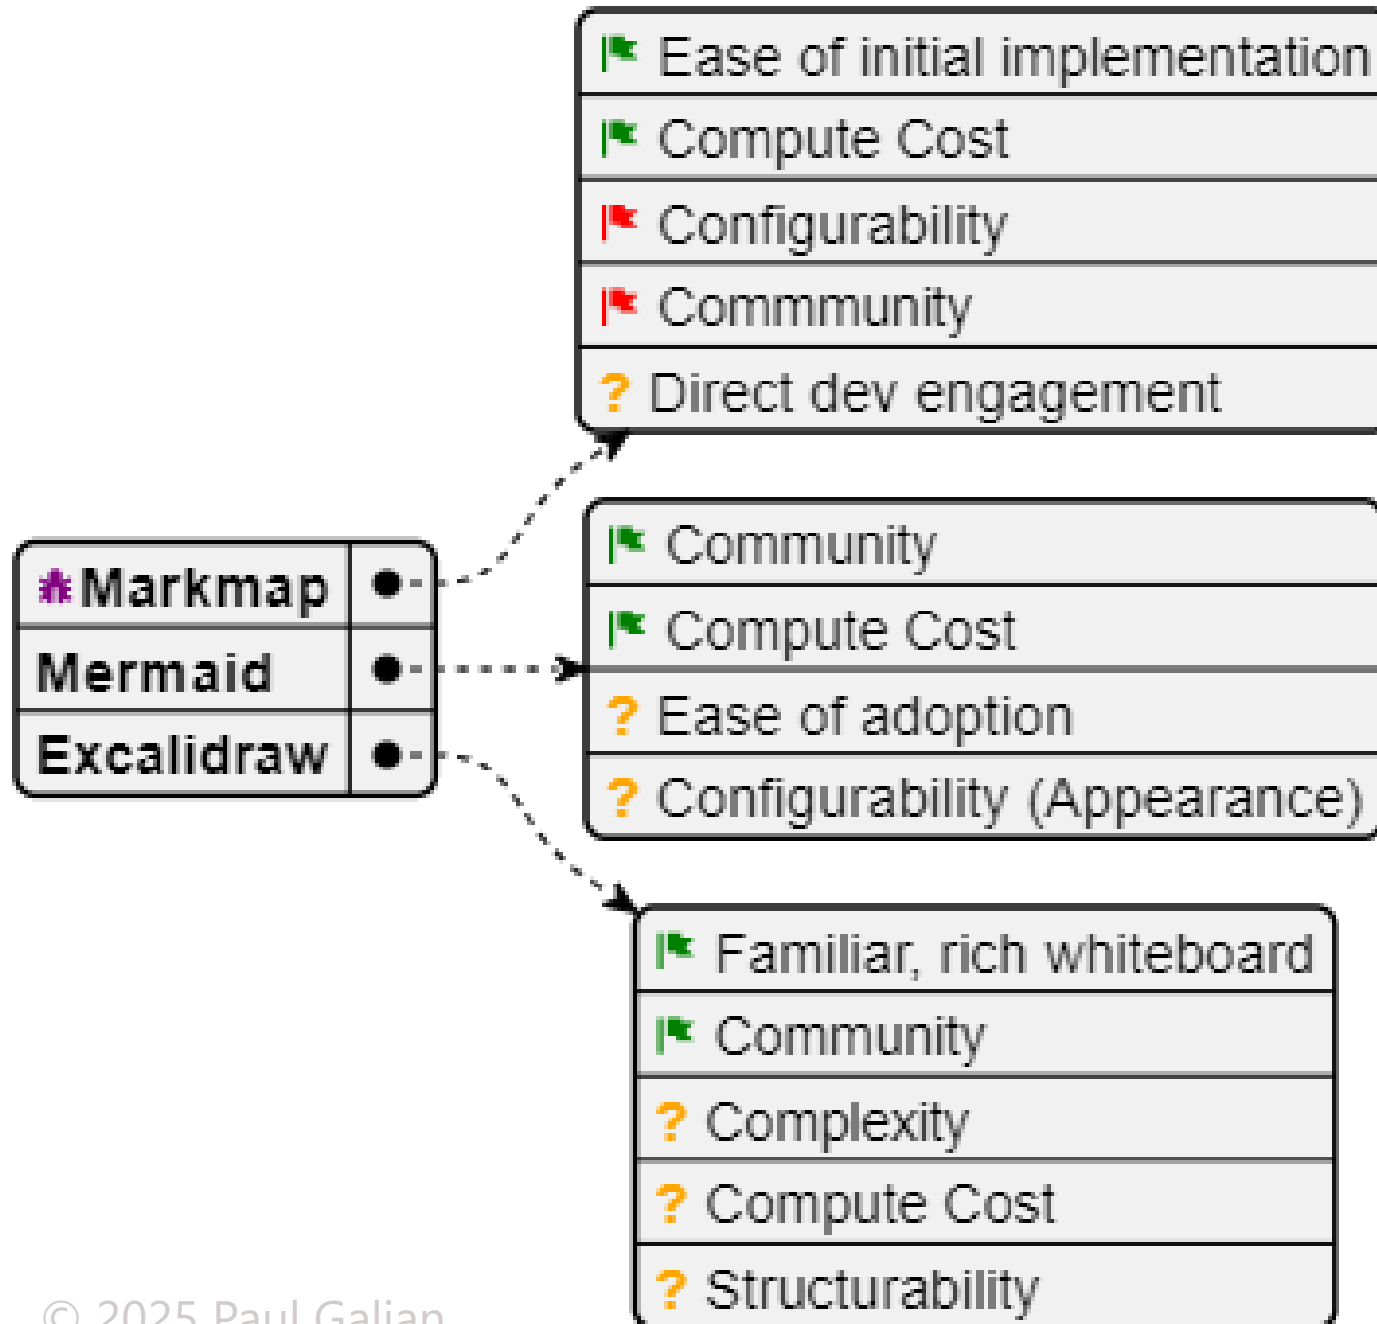 Ease of initial implementation
Compute Cost
Configurability
Commmunity
? Direct dev engagement
Markmap
Mermaid
Excalidraw
Community
Compute Cost
? Ease of adoption
? Configurability (Appearance)
Familiar, rich whiteboard
Community
? Complexity
? Compute Cost
? Structurability
© 2025 Paul Galian